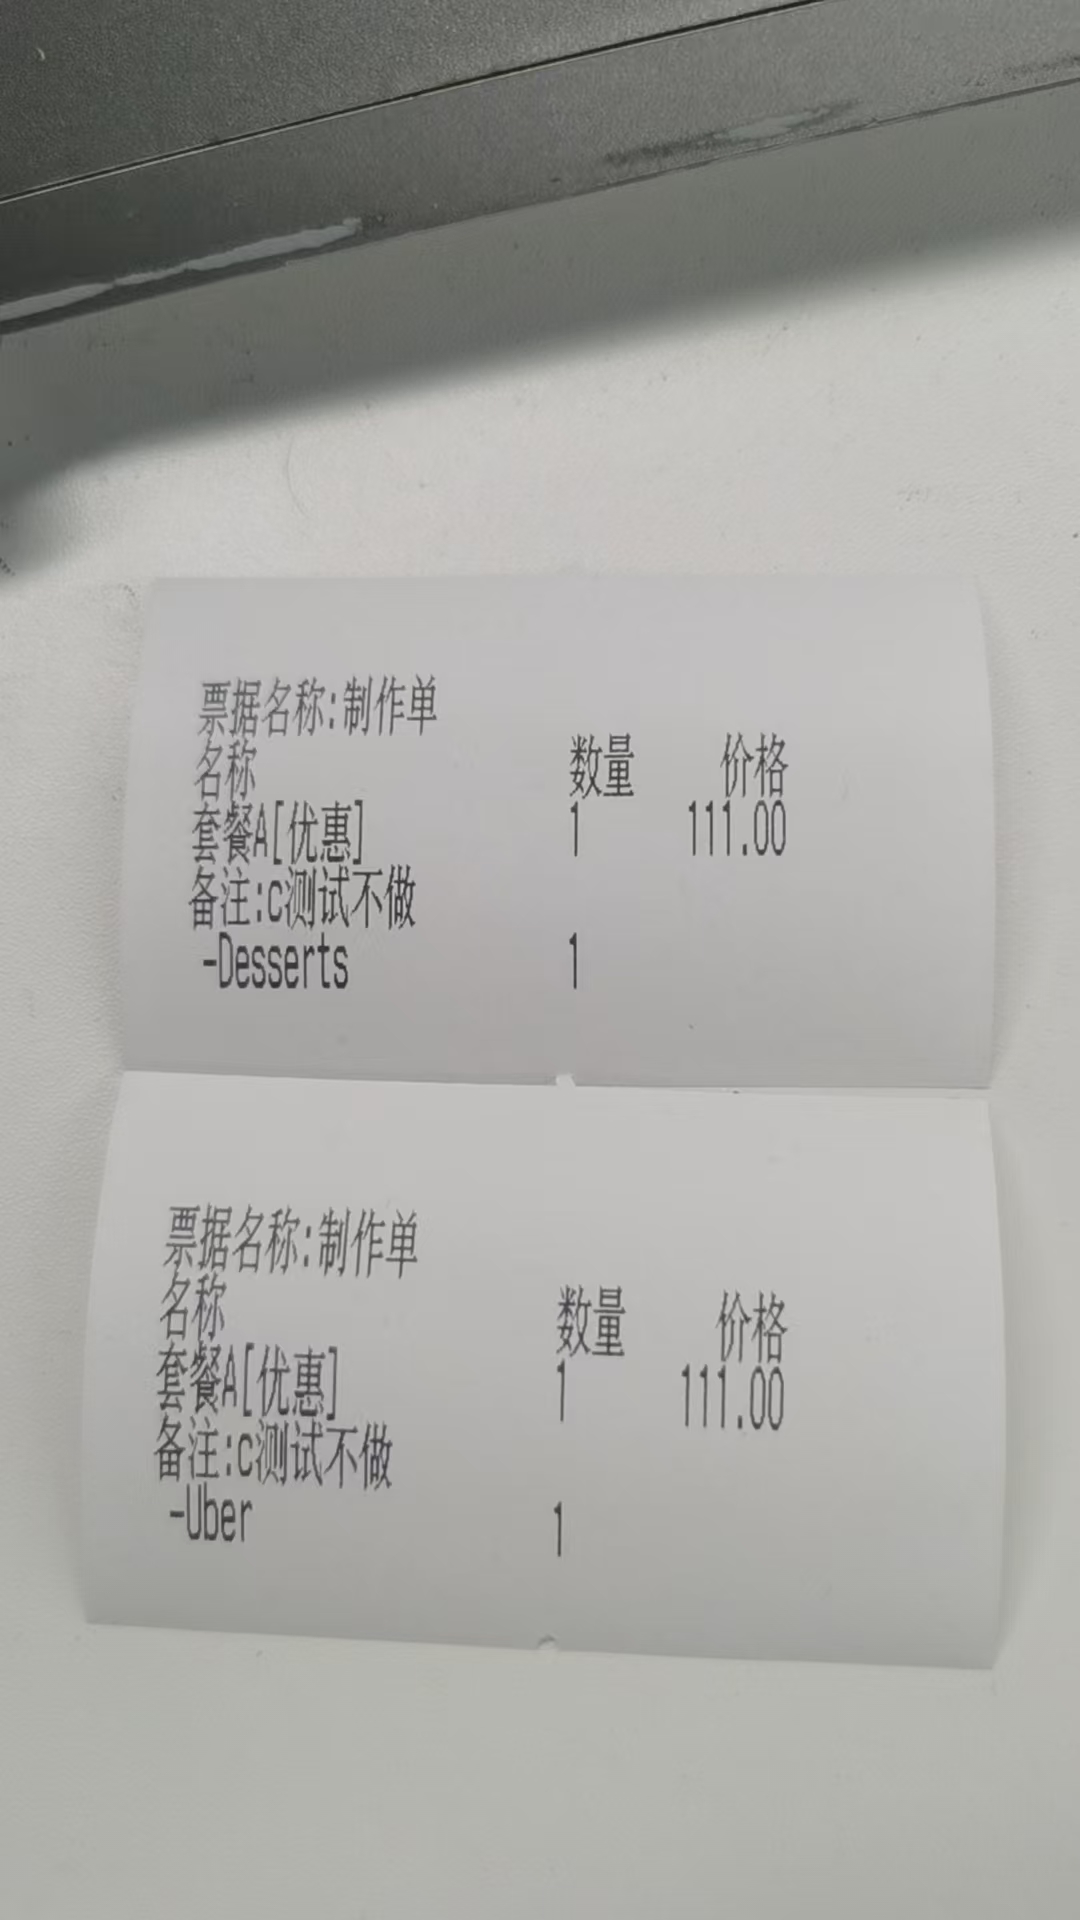 票据名称:制作单
名称 数量 价格
套餐A[优惠] 1 111.00
备注:c测试不做
-Desserts 1
票据名称:制作单
名称 数量 价格
套餐A[优惠] 1 111.00
备注:c测试不做
-Uber 1